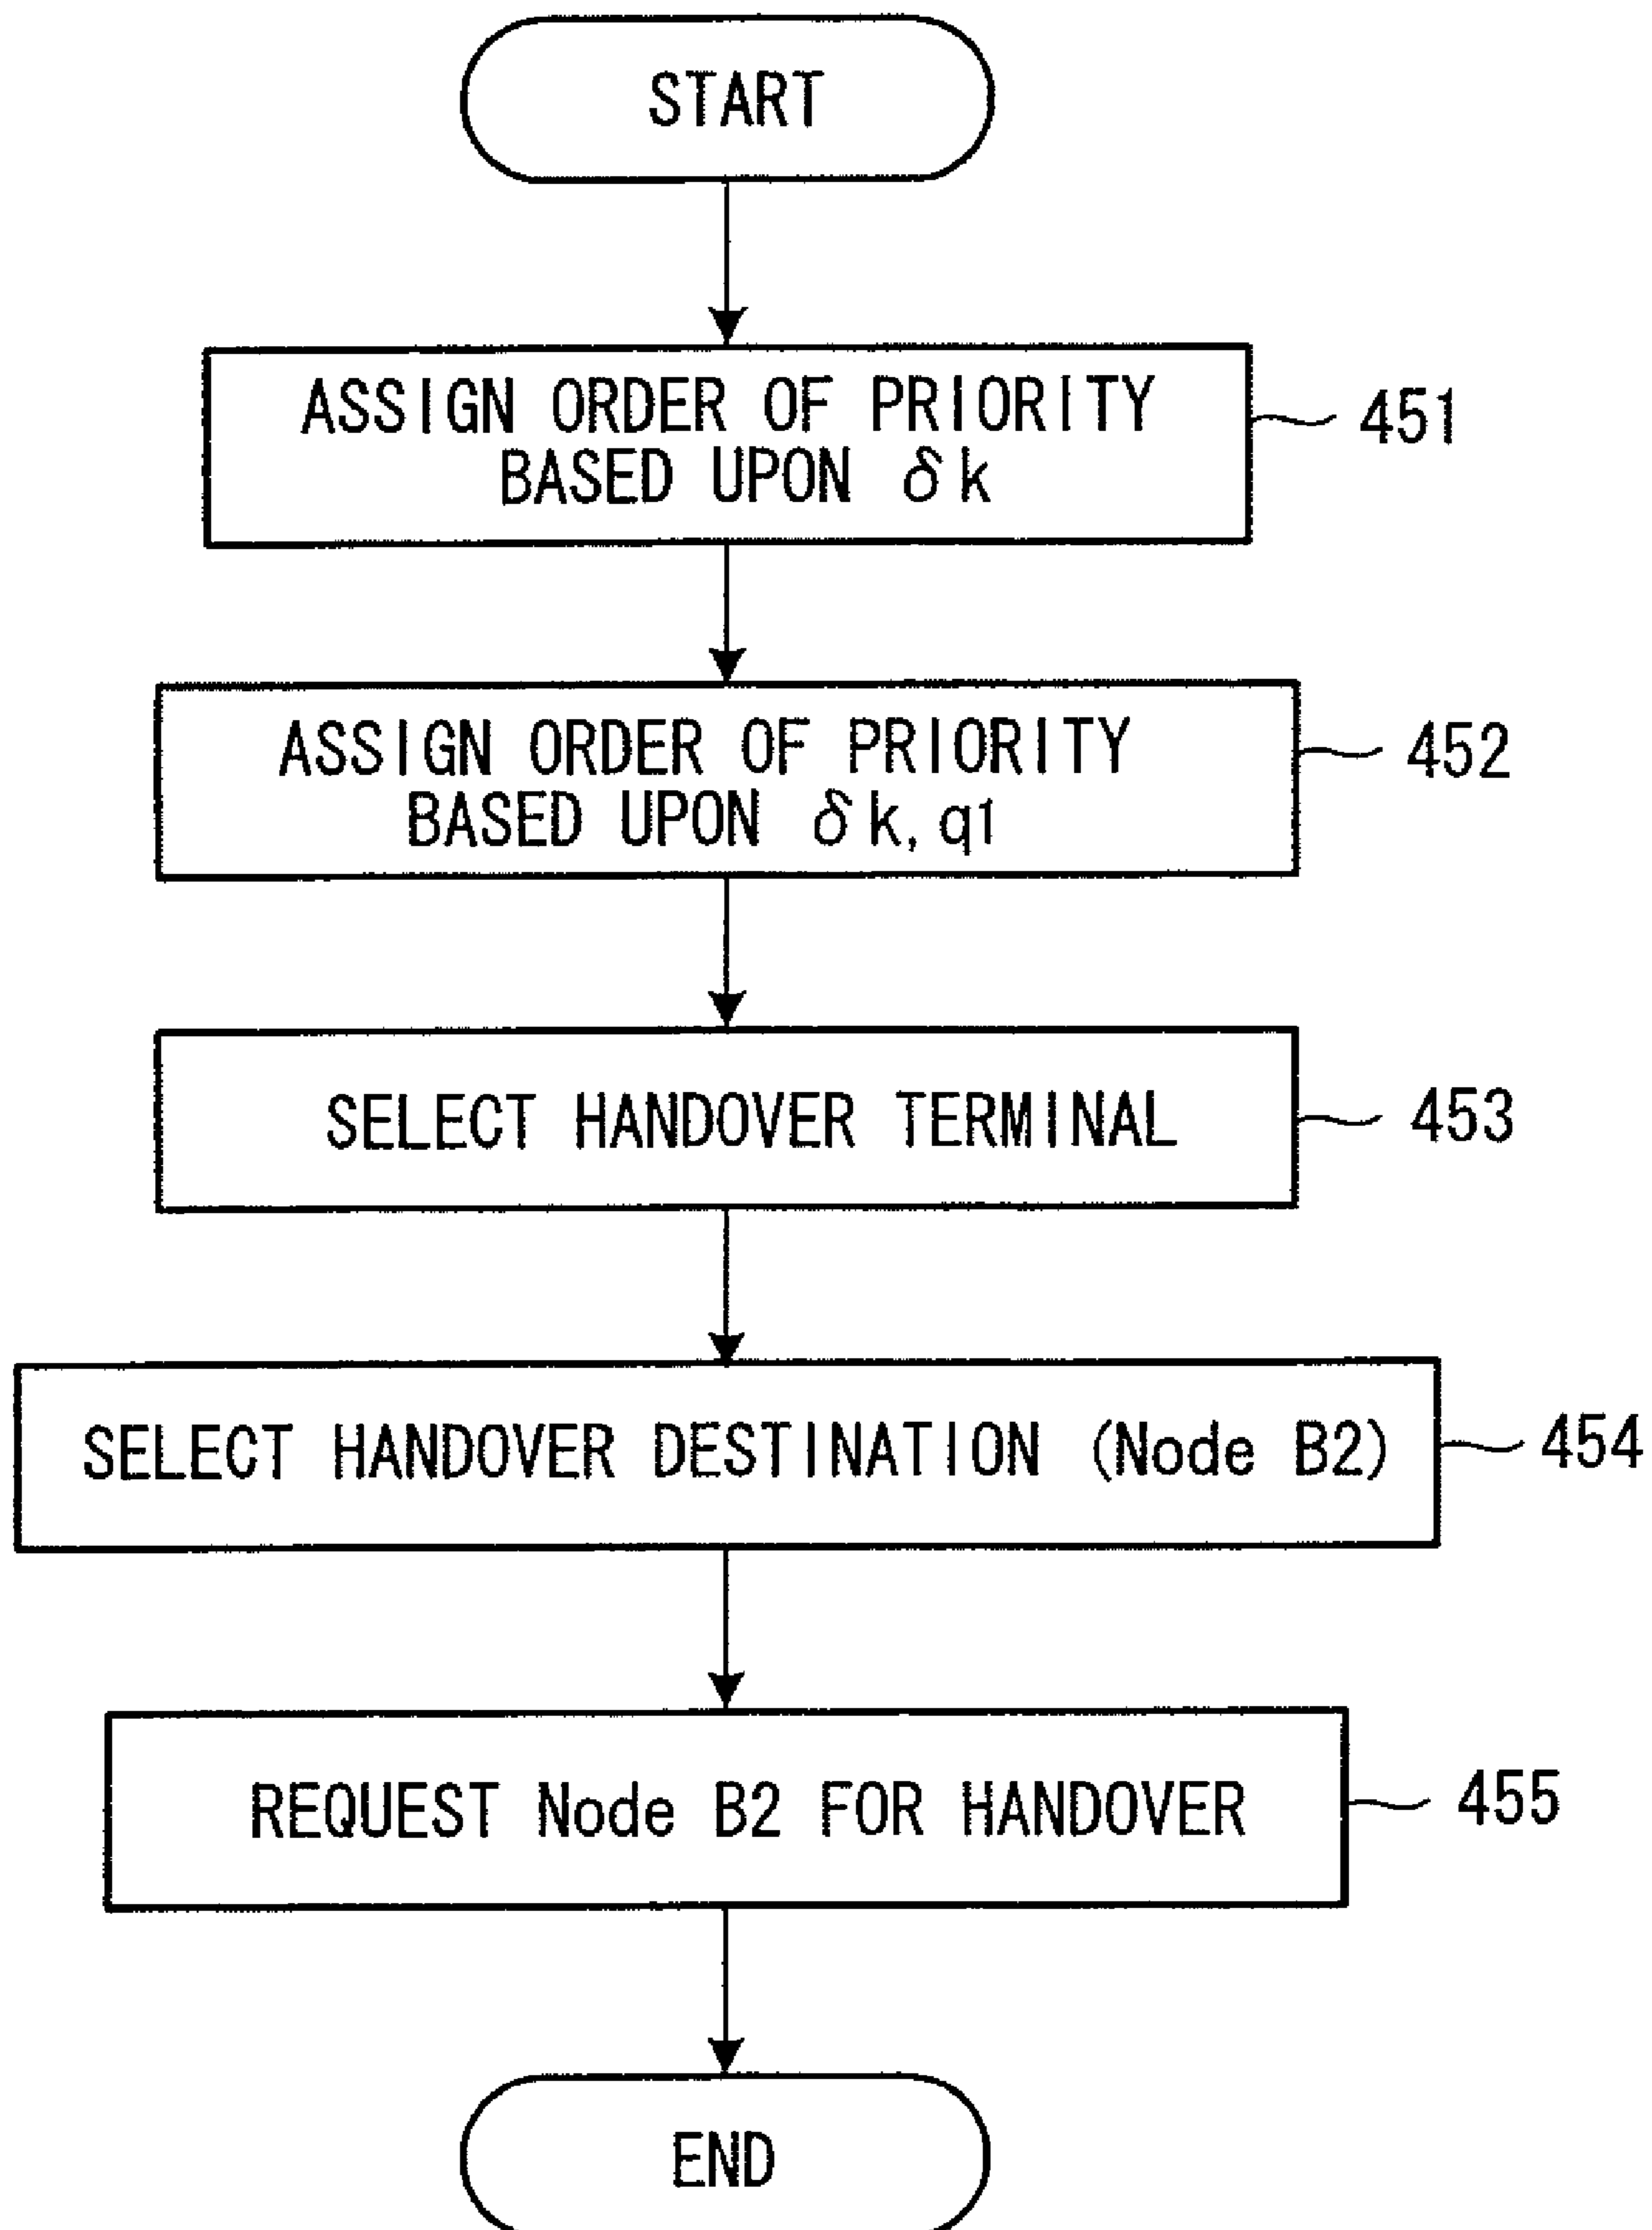 START
ASSIGN ORDER OF PRIORITY
BASED UPON δk
451
ASSIGN ORDER OF PRIORITY
BASED UPON δk, q1
452
SELECT HANDOVER TERMINAL
453
SELECT HANDOVER DESTINATION (Node B2)
454
REQUEST Node B2 FOR HANDOVER
455
END